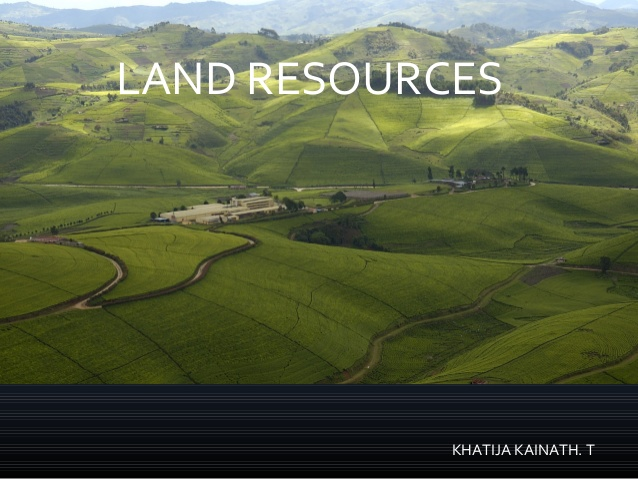 LAND RESOURCES
KHATIJA KAINATH. T